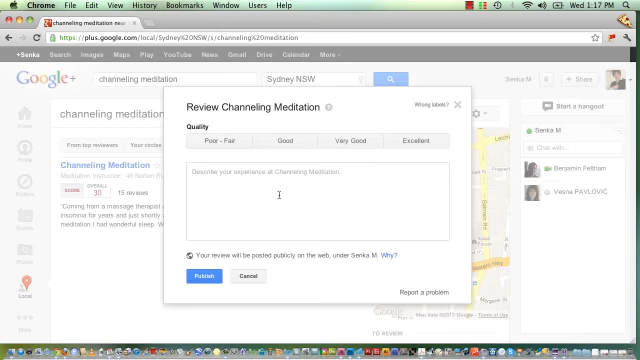 Chrome File Edit View History Bookmarks Window Help
Wed 1:17 PM
channeling meditation near
https://plus.google.com/local/Sydney%20NSW/s/channeling%20meditation
+Senka Search Images Maps Play YouTube News Gmail Drive Calendar More
Google+ channeling meditation Sydney NSW Senka M 0 + Share
channeling meditation
Start a hangout
Home
Profile
Explore
Events
Photos
Local
More
From top reviewers Your circles
Channeling Meditation
Meditation Instructor
SCORE OVERALL 30 15 reviews
"Coming from a massage therapist
insomnia for years and just shortly a
meditation I had wonderful sleep. W
Review Channeling Meditation
Wrong labels?
Quality
Poor - Fair Good Very Good Excellent
Describe your experience at Channeling Meditation.
Your review will be posted publicly on the web, under Senka M. Why?
Publish Cancel
Report a problem
Google
Map data ©2013 Google - Terms of Use
TO REVIEW
Senka M
Chat with...
Benjamin Feltham
Vesna PAVLOVIĆ